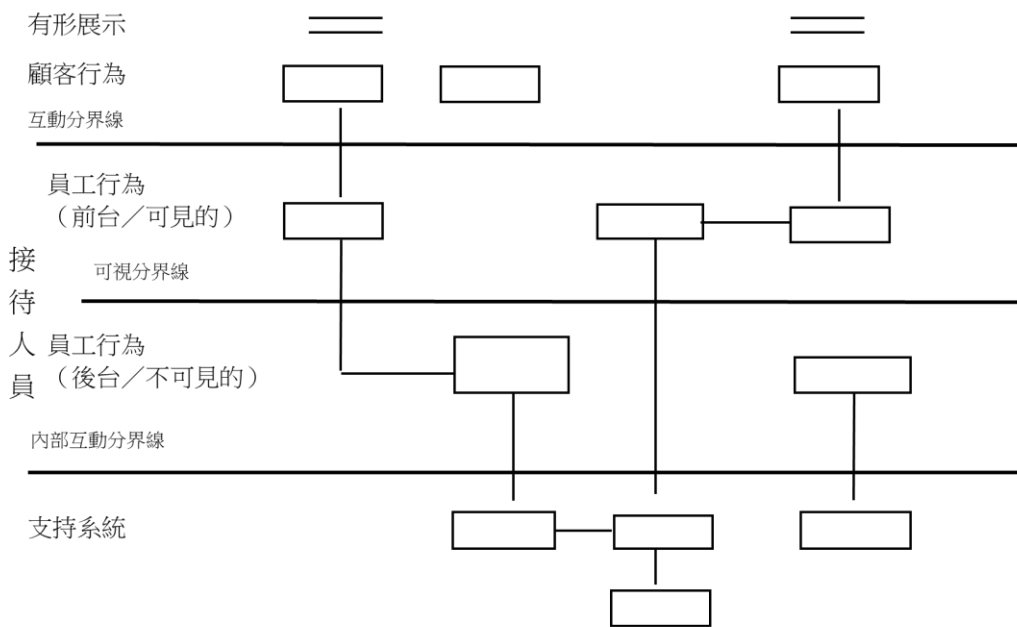 有形展示
顧客行為
互動分界線
員工行為
（前台／可見的）
可視分界線
接待人員
員工行為
（後台／不可見的）
內部互動分界線
支持系統